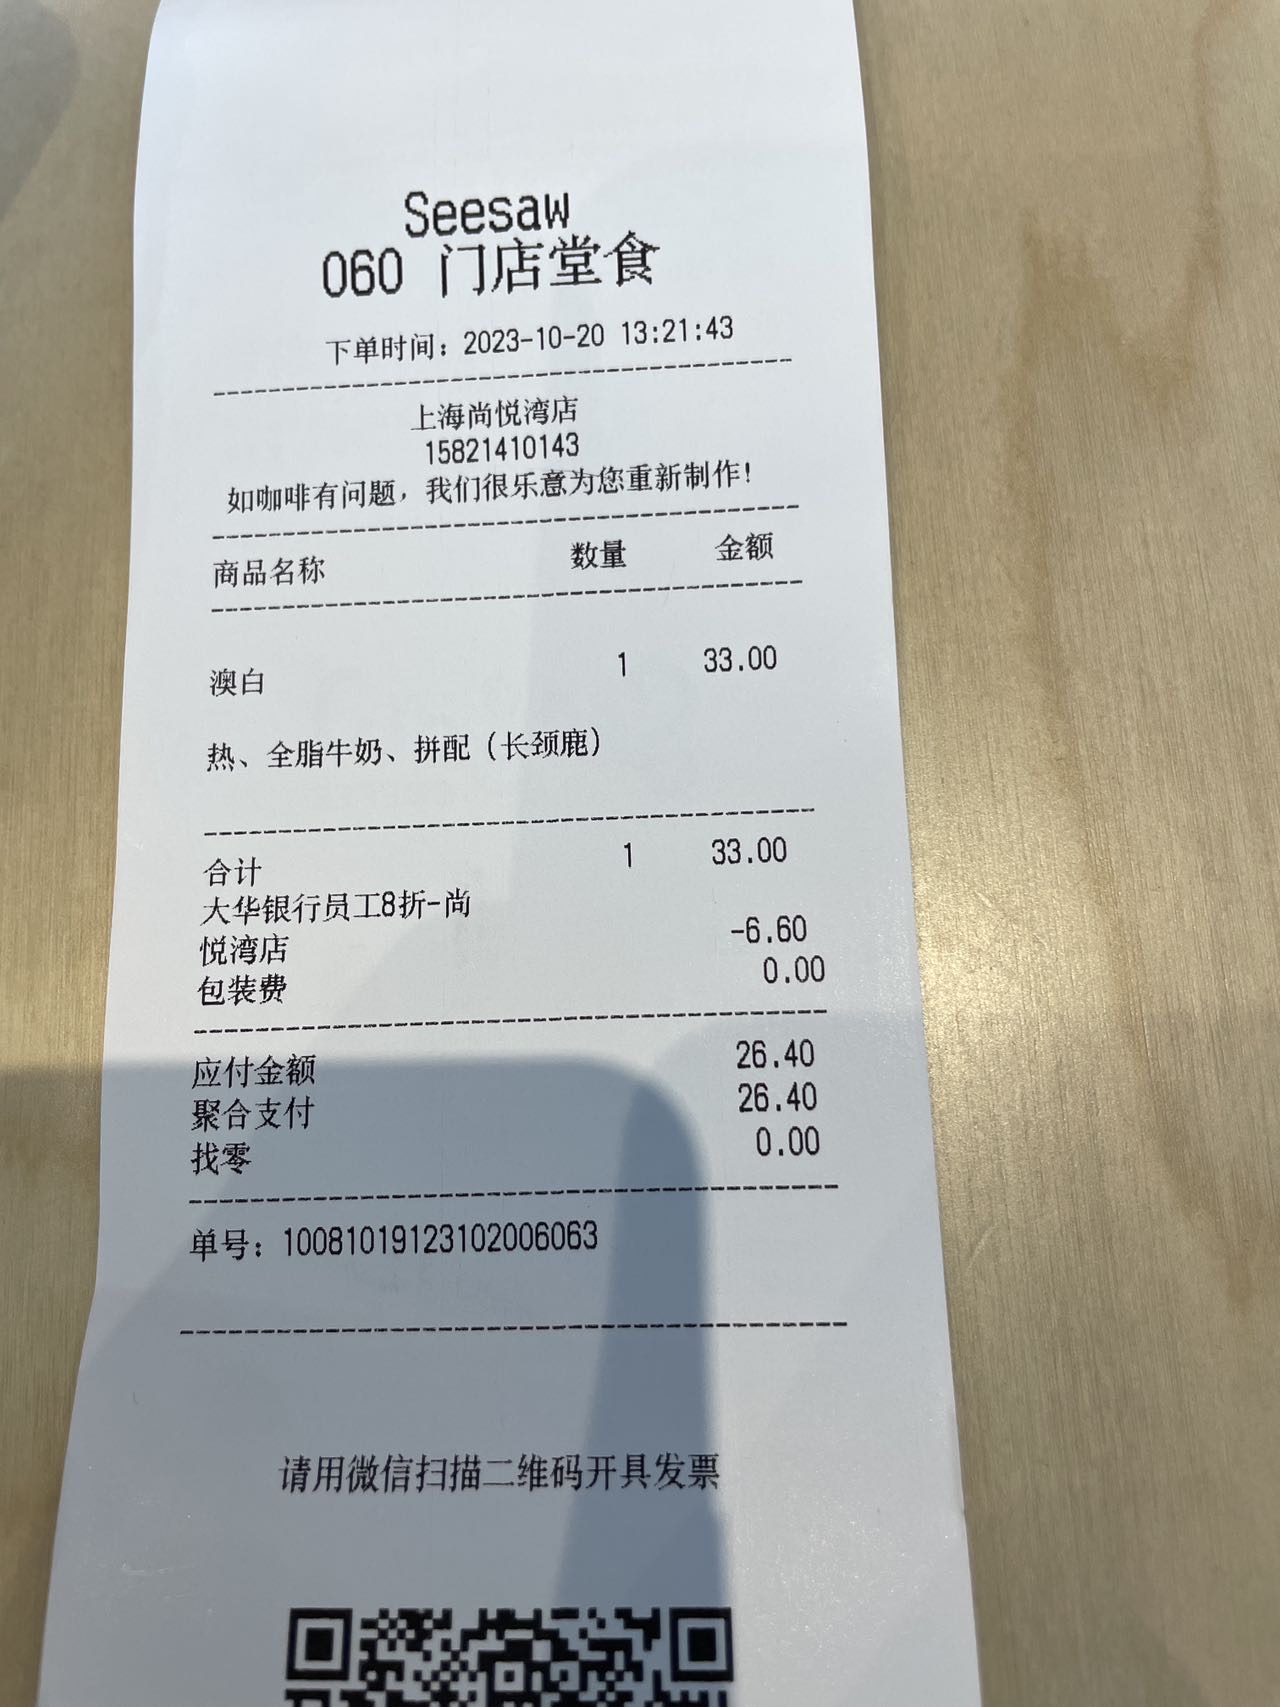 Seesaw
060 门店堂食
下单时间：2023-10-20 13:21:43
上海尚悦湾店
15821410143
如咖啡有问题，我们很乐意为您重新制作！
商品名称 数量 金额
澳白 1 33.00
热、全脂牛奶、拼配（长颈鹿）
合计 1 33.00
大华银行员工8折-尚
悦湾店 -6.60
包装费 0.00
应付金额 26.40
聚合支付 26.40
找零 0.00
单号：10081019123102006063
请用微信扫描二维码开具发票